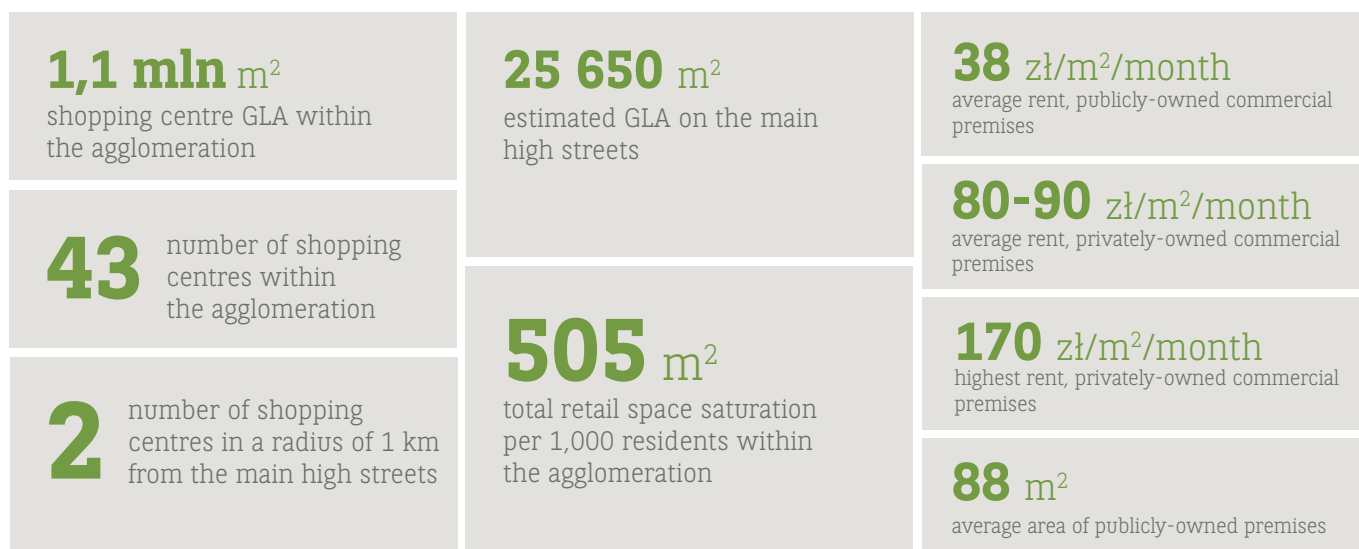 1,1 mln m²
shopping centre GLA within
the agglomeration
43
number of shopping
centres within
the agglomeration
2
number of shopping
centres in a radius of 1 km
from the main high streets
25 650 m²
estimated GLA on the main
high streets
505 m²
total retail space saturation
per 1,000 residents within
the agglomeration
38 zł/m²/month
average rent, publicly-owned commercial
premises
80-90 zł/m²/month
average rent, privately-owned commercial
premises
170 zł/m²/month
highest rent, privately-owned commercial
premises
88 m²
average area of publicly-owned premises